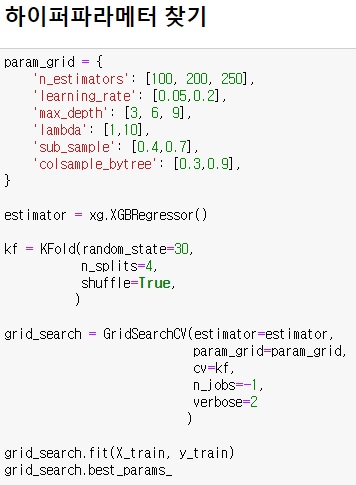 하이퍼파라메터 찾기
param_grid = {
    'n_estimators': [100, 200, 250],
    'learning_rate': [0.05,0.2],
    'max_depth': [3, 6, 9],
    'lambda': [1,10],
    'sub_sample': [0.4,0.7],
    'colsample_bytree': [0.3,0.9],
}
estimator = xg.XGBRegressor()
kf = KFold(random_state=30,
           n_splits=4,
           shuffle=True,
          )
grid_search = GridSearchCV(estimator=estimator,
                           param_grid=param_grid,
                           cv=kf,
                           n_jobs=-1,
                           verbose=2
                          )
grid_search.fit(X_train, y_train)
grid_search.best_params_